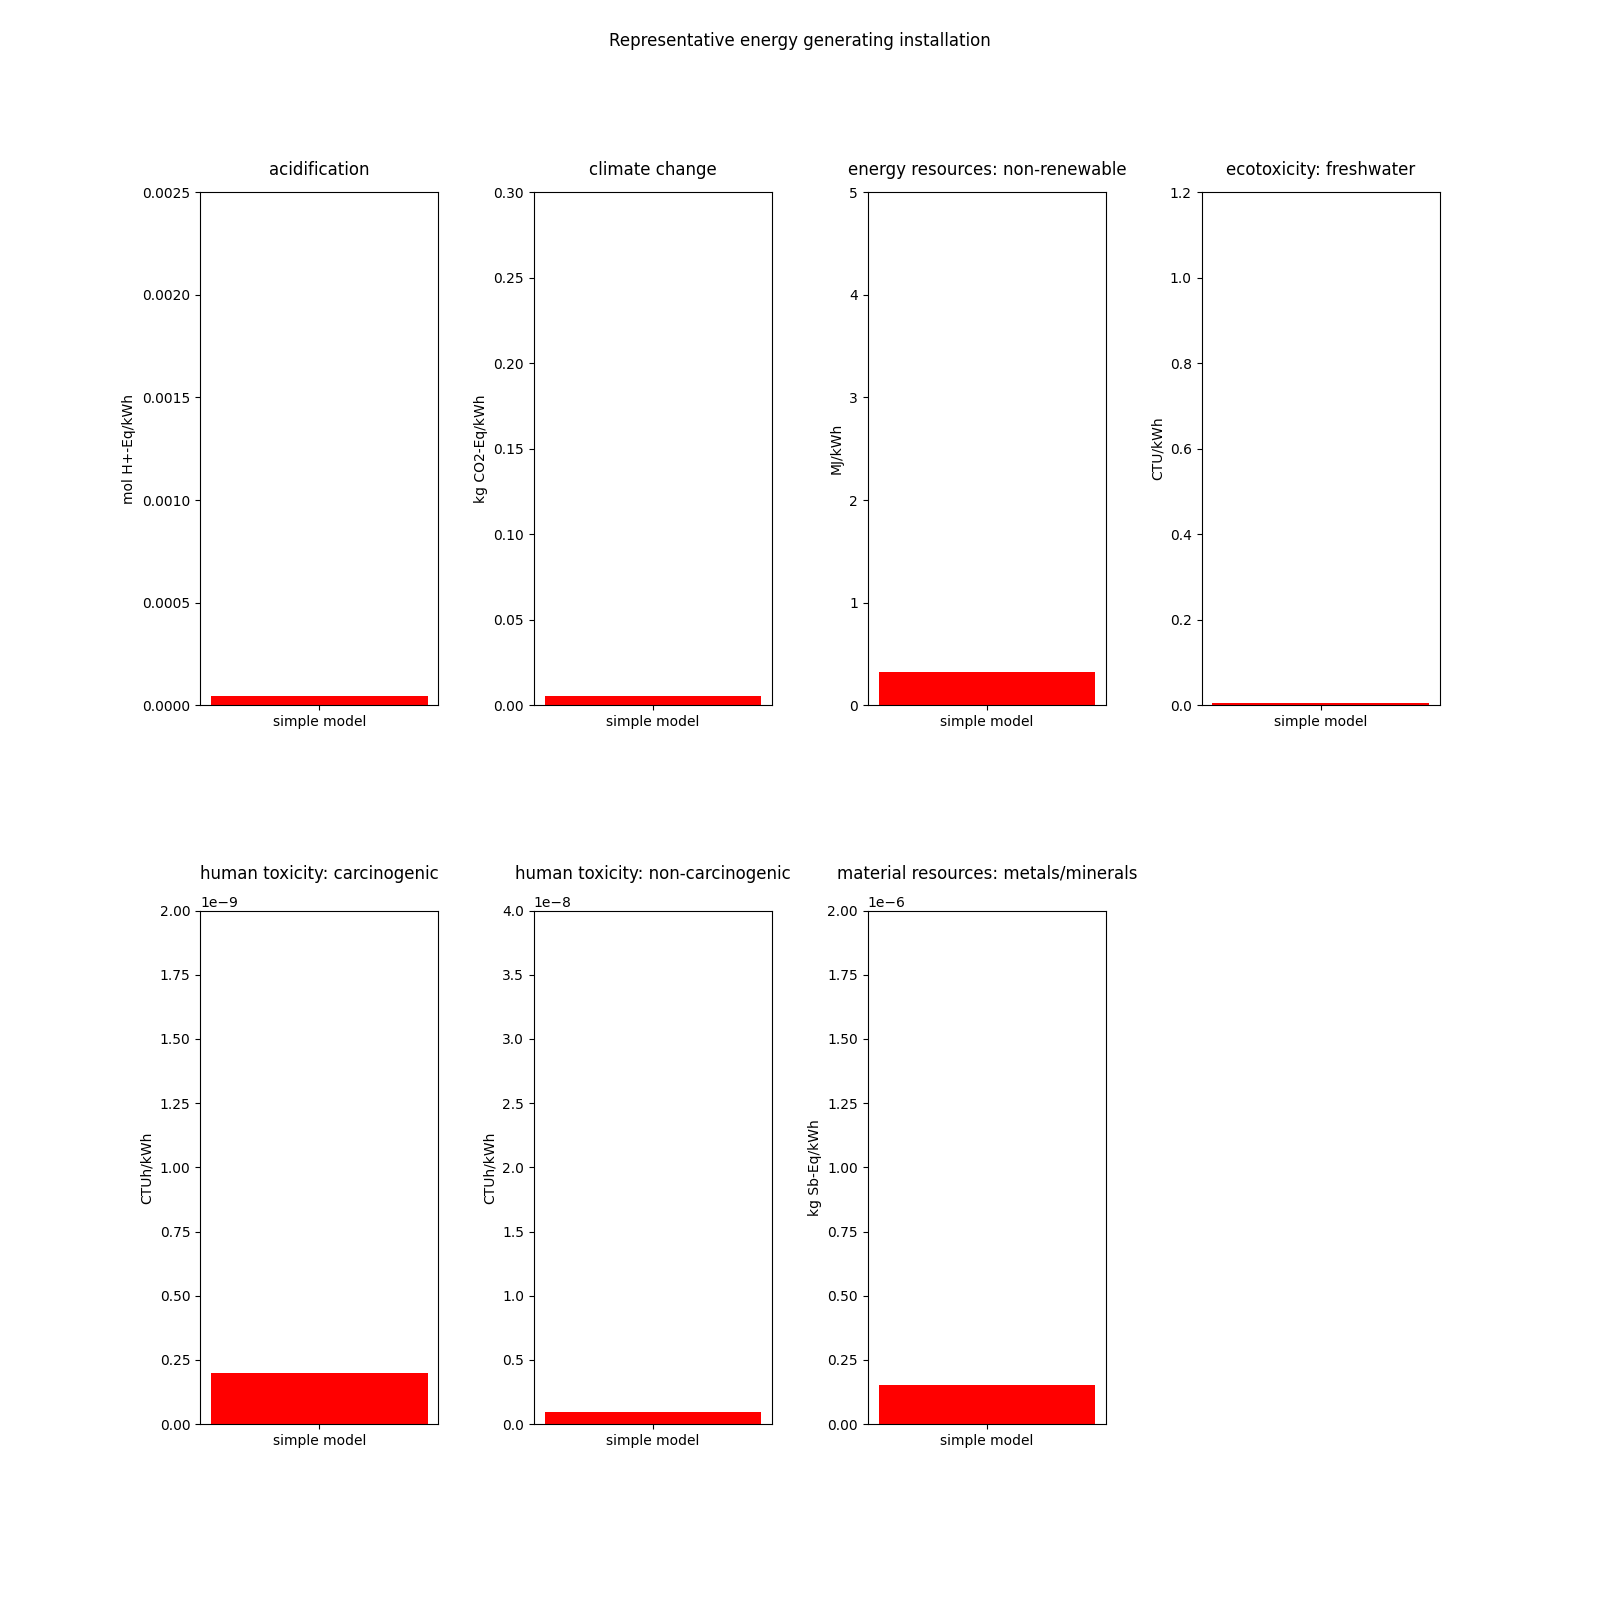 Representative energy generating installation
acidification
climate change
energy resources: non-renewable
ecotoxicity: freshwater
0.0025
0.0020
0.0015
0.0010
0.0005
0.0000
mol H+-Eq/kWh
simple model
0.30
0.25
0.20
0.15
0.10
0.05
0.00
kg CO2-Eq/kWh
simple model
5
4
3
2
1
0
MJ/kWh
simple model
1.2
1.0
0.8
0.6
0.4
0.2
0.0
CTU/kWh
simple model
human toxicity: carcinogenic
human toxicity: non-carcinogenic
material resources: metals/minerals
1e−9
2.00
1.75
1.50
1.25
1.00
0.75
0.50
0.25
0.00
CTUh/kWh
simple model
1e−8
4.0
3.5
3.0
2.5
2.0
1.5
1.0
0.5
0.0
CTUh/kWh
simple model
1e−6
2.00
1.75
1.50
1.25
1.00
0.75
0.50
0.25
0.00
kg Sb-Eq/kWh
simple model